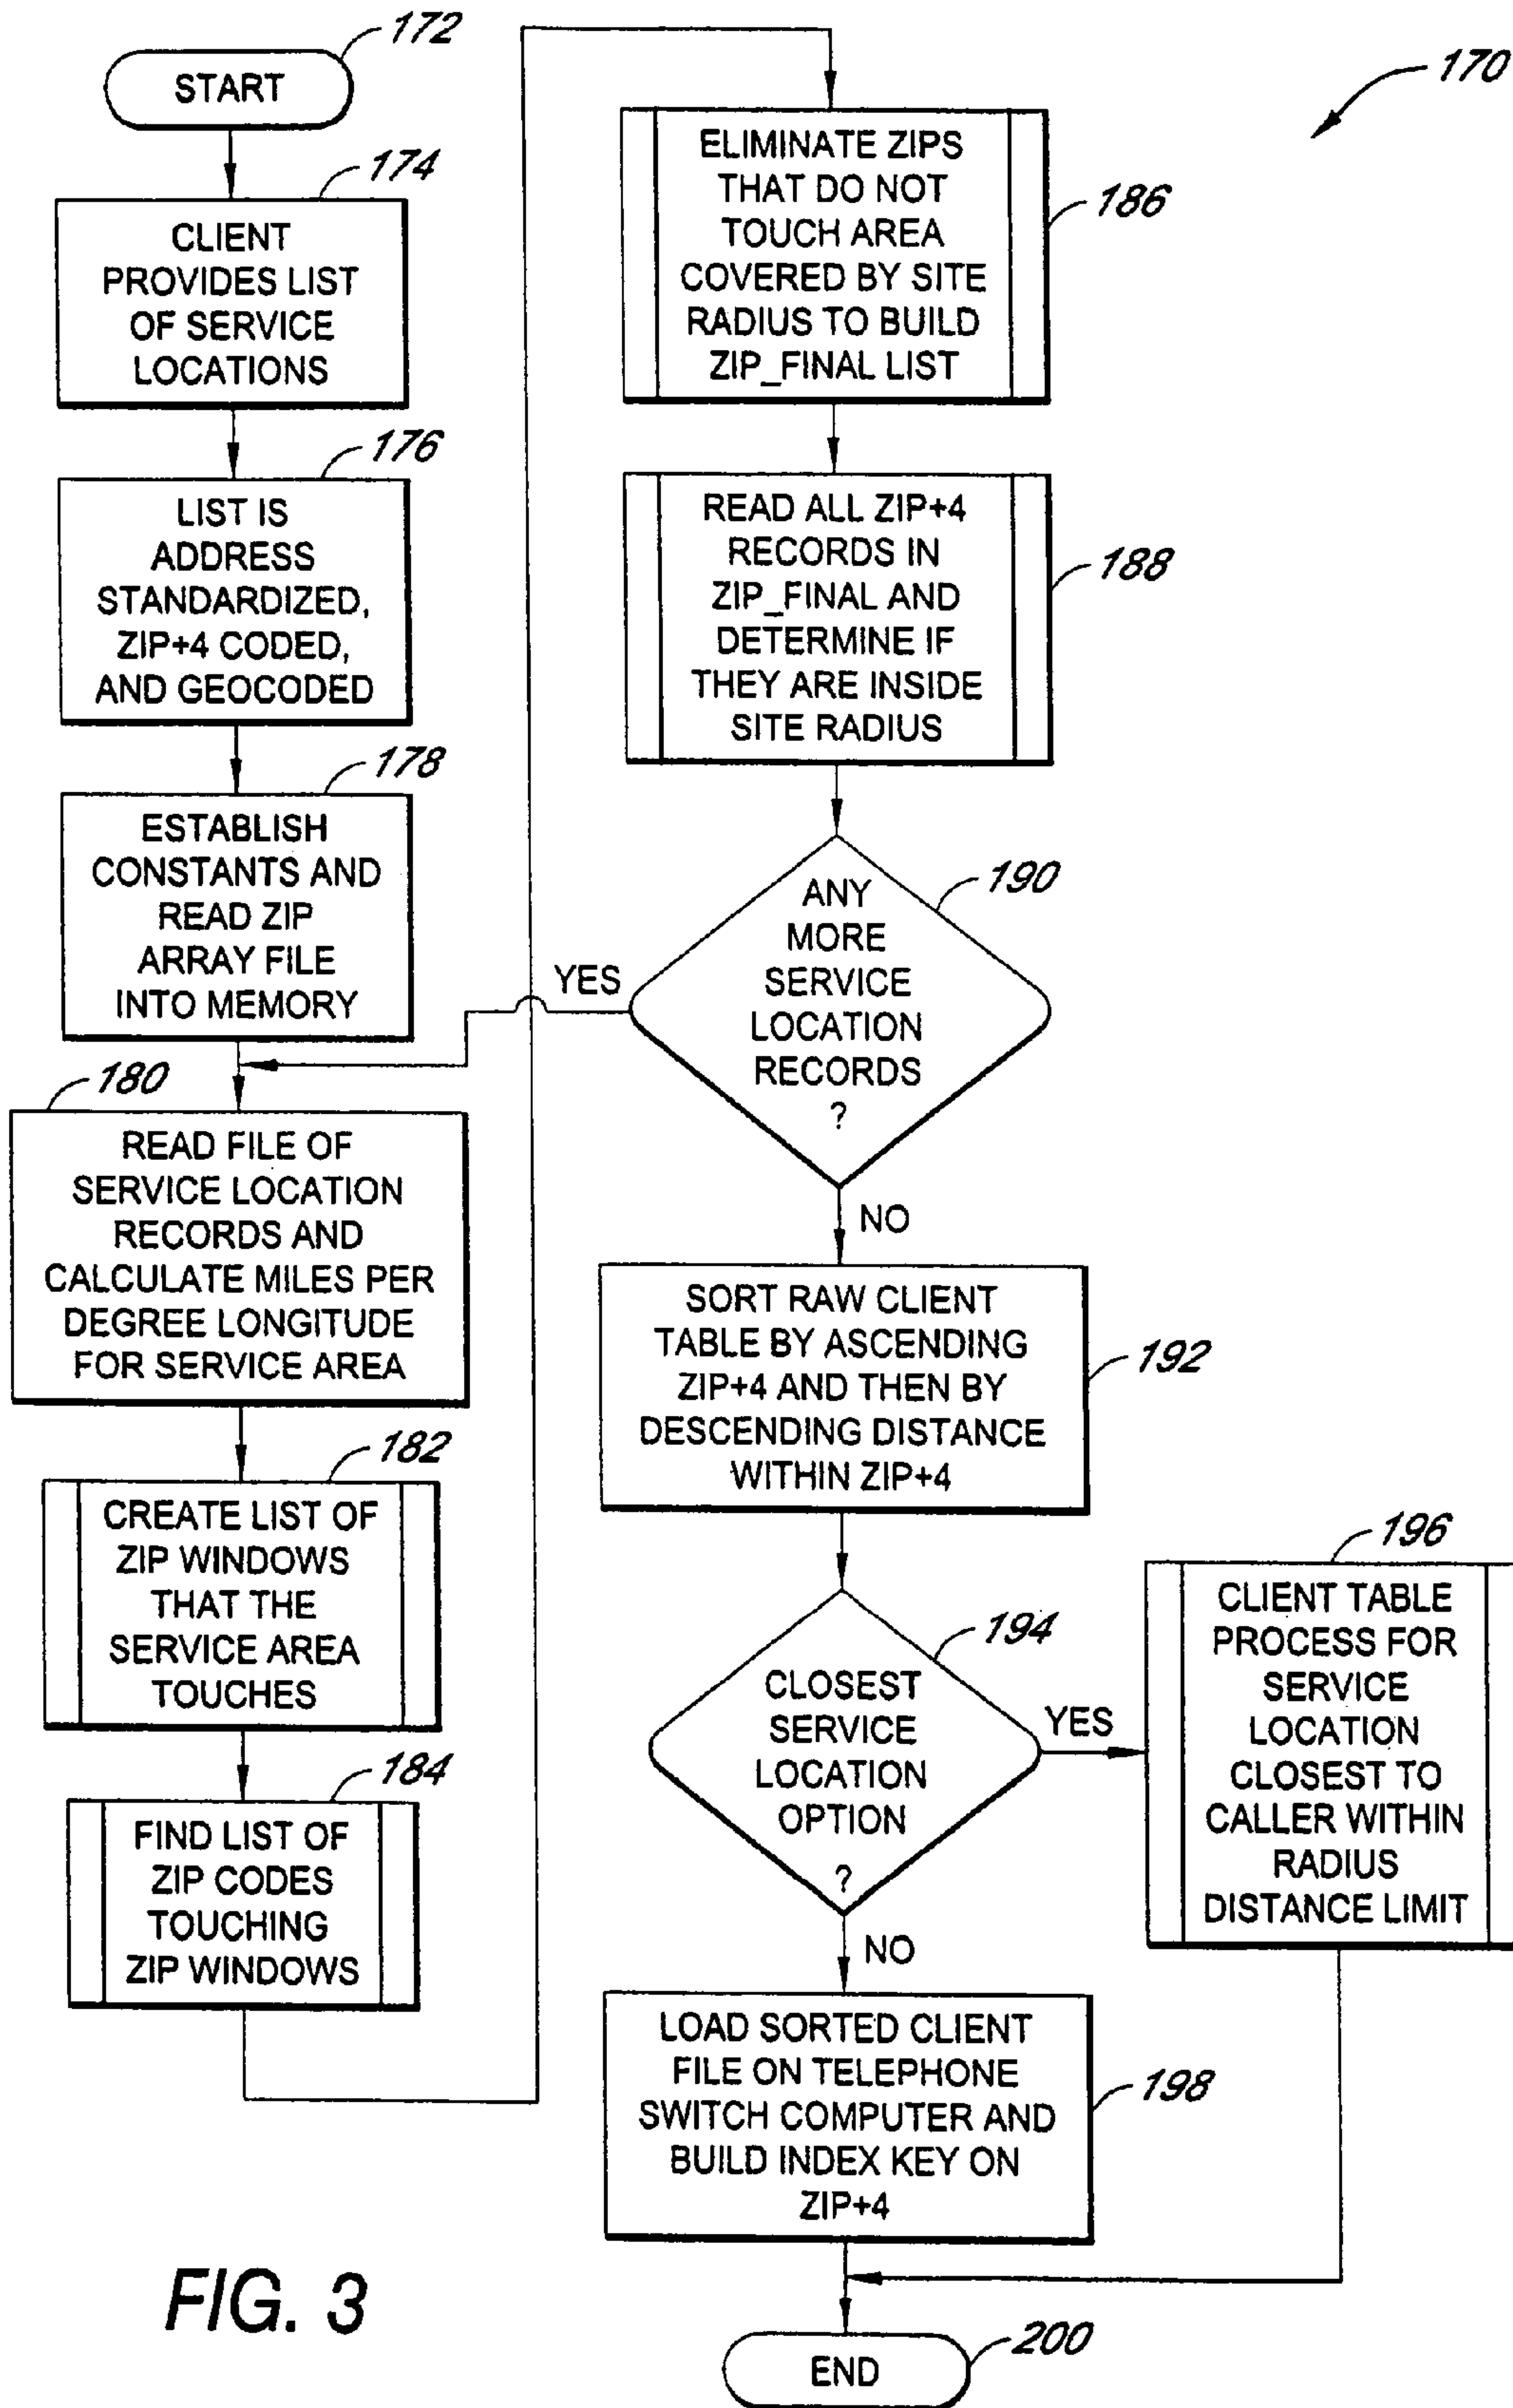 172
START
174
CLIENT
PROVIDES LIST
OF SERVICE
LOCATIONS
176
LIST IS
ADDRESS
STANDARDIZED,
ZIP+4 CODED,
AND GEOCODED
178
ESTABLISH
CONSTANTS AND
READ ZIP
ARRAY FILE
INTO MEMORY
180
READ FILE OF
SERVICE LOCATION
RECORDS AND
CALCULATE MILES PER
DEGREE LONGITUDE
FOR SERVICE AREA
182
CREATE LIST OF
ZIP WINDOWS
THAT THE
SERVICE AREA
TOUCHES
184
FIND LIST OF
ZIP CODES
TOUCHING
ZIP WINDOWS
170
ELIMINATE ZIPS
THAT DO NOT
TOUCH AREA
COVERED BY SITE
RADIUS TO BUILD
ZIP_FINAL LIST
186
READ ALL ZIP+4
RECORDS IN
ZIP_FINAL AND
DETERMINE IF
THEY ARE INSIDE
SITE RADIUS
188
ANY
MORE
SERVICE
LOCATION
RECORDS
?
190
YES
NO
SORT RAW CLIENT
TABLE BY ASCENDING
ZIP+4 AND THEN BY
DESCENDING DISTANCE
WITHIN ZIP+4
192
CLOSEST
SERVICE
LOCATION
OPTION
?
194
YES
NO
196
CLIENT TABLE
PROCESS FOR
SERVICE
LOCATION
CLOSEST TO
CALLER WITHIN
RADIUS
DISTANCE LIMIT
LOAD SORTED CLIENT
FILE ON TELEPHONE
SWITCH COMPUTER AND
BUILD INDEX KEY ON
ZIP+4
198
END
200
FIG. 3